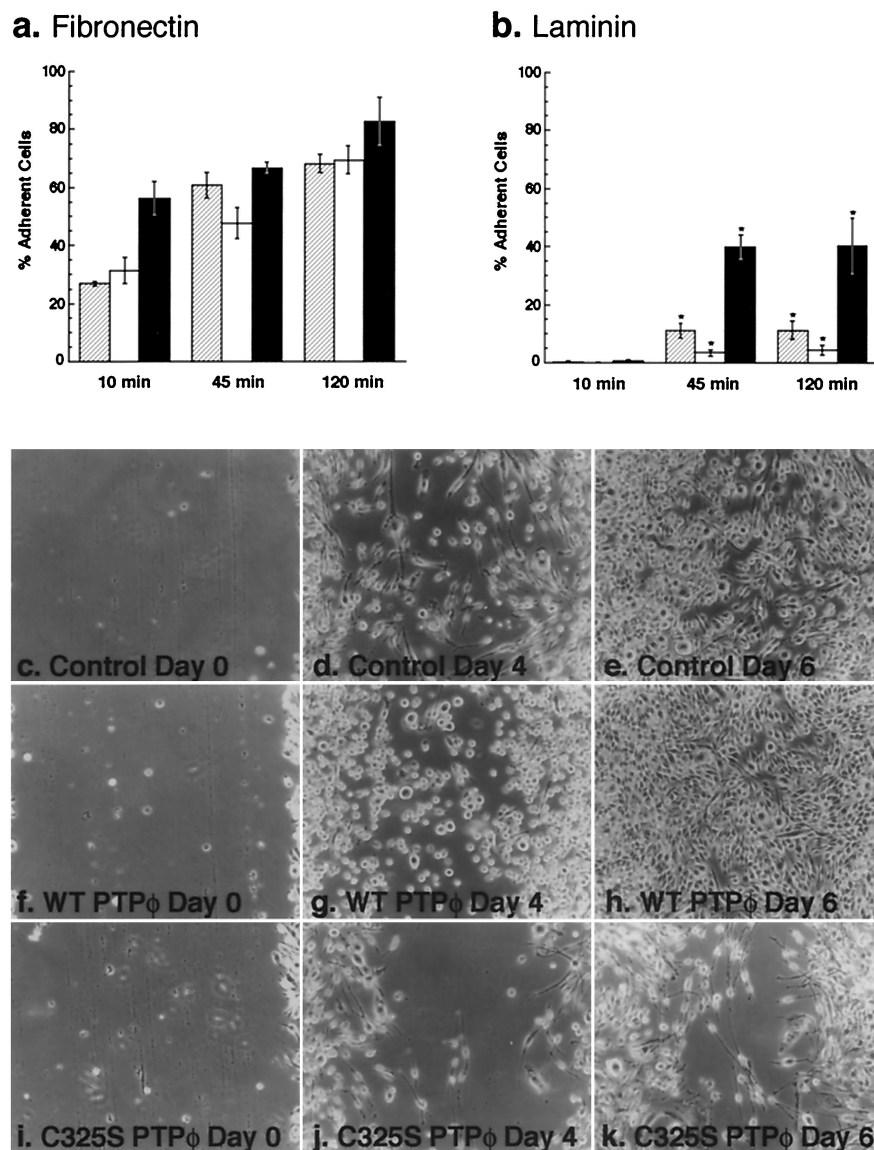 a. Fibronectin
b. Laminin
% Adherent Cells
100
80
60
40
20
0
10 min
45 min
120 min
% Adherent Cells
100
80
60
40
20
0
*
*
*
*
*
*
10 min
45 min
120 min
c. Control Day 0
d. Control Day 4
e. Control Day 6
f. WT PTPϕ Day 0
g. WT PTPϕ Day 4
h. WT PTPϕ Day 6
i. C325S PTPϕ Day 0
j. C325S PTPϕ Day 4
k. C325S PTPϕ Day 6